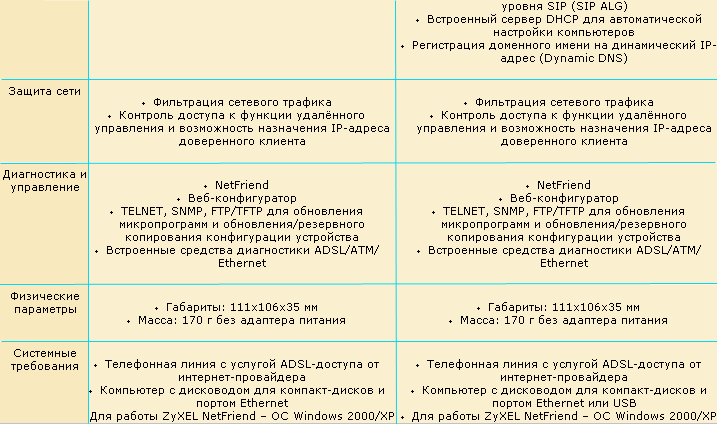 уровня SIP (SIP ALG)
• Встроенный сервер DHCP для автоматической
настройки компьютеров
• Регистрация доменного имени на динамический IP-
адрес (Dynamic DNS)
Защита сети
• Фильтрация сетевого трафика
• Контроль доступа к функции удалённого
управления и возможность назначения IP-адреса
доверенного клиента
• Фильтрация сетевого трафика
• Контроль доступа к функции удалённого
управления и возможность назначения IP-адреса
доверенного клиента
Диагностика и
управление
• NetFriend
• Веб-конфигуратор
• TELNET, SNMP, FTP/TFTP для обновления
микропрограмм и обновления/резервного
копирования конфигурации устройства
• Встроенные средства диагностики ADSL/ATM/
Ethernet
• NetFriend
• Веб-конфигуратор
• TELNET, SNMP, FTP/TFTP для обновления
микропрограмм и обновления/резервного
копирования конфигурации устройства
• Встроенные средства диагностики ADSL/ATM/
Ethernet
Физические
параметры
• Габариты: 111x106x35 мм
• Масса: 170 г без адаптера питания
• Габариты: 111x106x35 мм
• Масса: 170 г без адаптера питания
Системные
требования
• Телефонная линия с услугой ADSL-доступа от
интернет-провайдера
• Компьютер с дисководом для компакт-дисков и
портом Ethernet
Для работы ZyXEL NetFriend – ОС Windows 2000/XP
• Телефонная линия с услугой ADSL-доступа от
интернет-провайдера
• Компьютер с дисководом для компакт-дисков и
портом Ethernet или USB
• Для работы ZyXEL NetFriend – ОС Windows 2000/XP